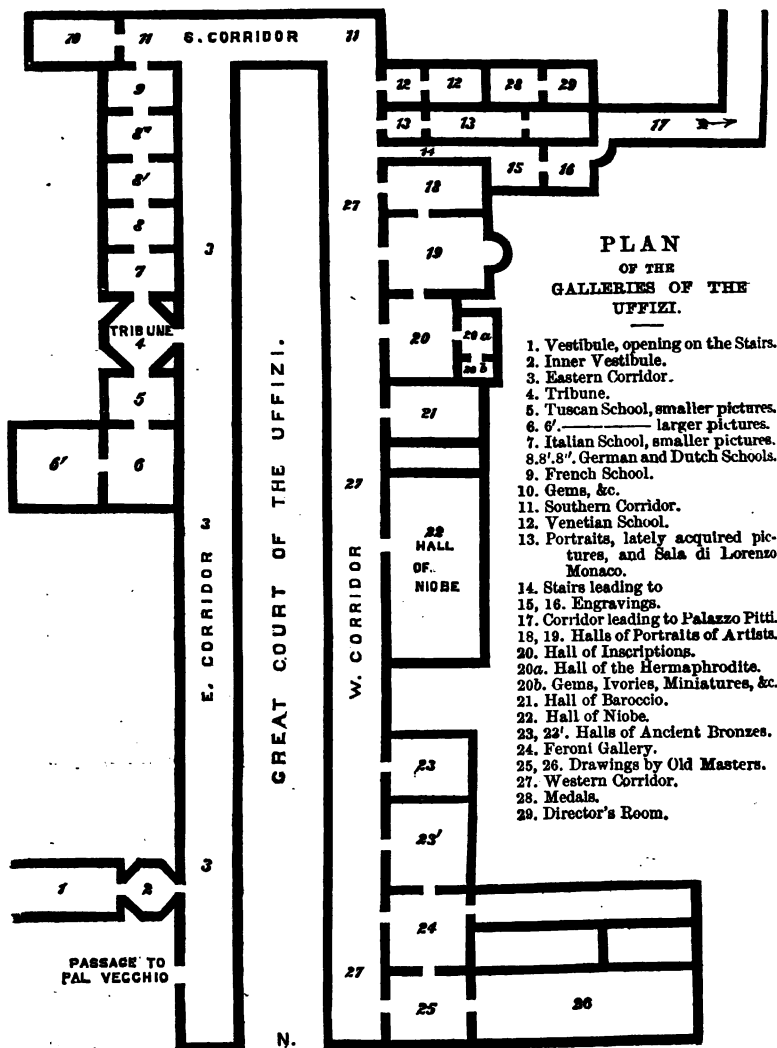 10 11 S. CORRIDOR 11
9
8"
8'
8
7
TRIBUNE
4
5
6' 6
3
3
3
E. CORRIDOR
1 2
PASSAGE TO
PAL VECCHIO
GREAT COURT OF THE UFFIZI.
N.
27
27
27
W. CORRIDOR
12 12 28 29
13 13 17
14
15 16
18
19
20 20 a
20 b
21
22
HALL
OF
NIOBE
23
23'
24
25 26
PLAN
OF THE
GALLERIES OF THE
UFFIZI.
1. Vestibule, opening on the Stairs.
2. Inner Vestibule.
3. Eastern Corridor.
4. Tribune.
5. Tuscan School, smaller pictures.
6. 6'.———— larger pictures.
7. Italian School, smaller pictures.
8.8'.8". German and Dutch Schools.
9. French School.
10. Gems, &c.
11. Southern Corridor.
12. Venetian School.
13. Portraits, lately acquired pic-
tures, and Sala di Lorenzo
Monaco.
14. Stairs leading to
15, 16. Engravings.
17. Corridor leading to Palazzo Pitti.
18, 19. Halls of Portraits of Artists.
20. Hall of Inscriptions.
20a. Hall of the Hermaphrodite.
20b. Gems, Ivories, Miniatures, &c.
21. Hall of Baroccio.
22. Hall of Niobe.
23, 22'. Halls of Ancient Bronzes.
24. Feroni Gallery.
25, 26. Drawings by Old Masters.
27. Western Corridor.
28. Medals.
29. Director's Room.